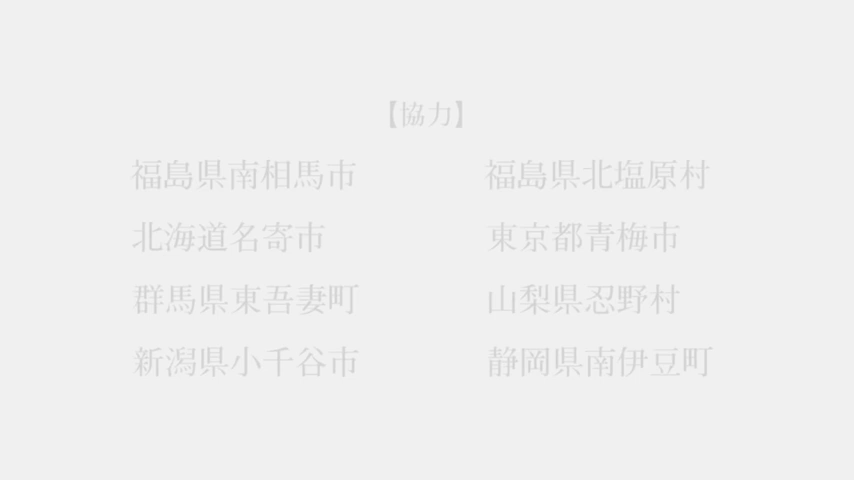 【協力】
福島県南相馬市 福島県北塩原村
北海道名寄市 東京都青梅市
群馬県東吾妻町 山梨県忍野村
新潟県小千谷市 静岡県南伊豆町